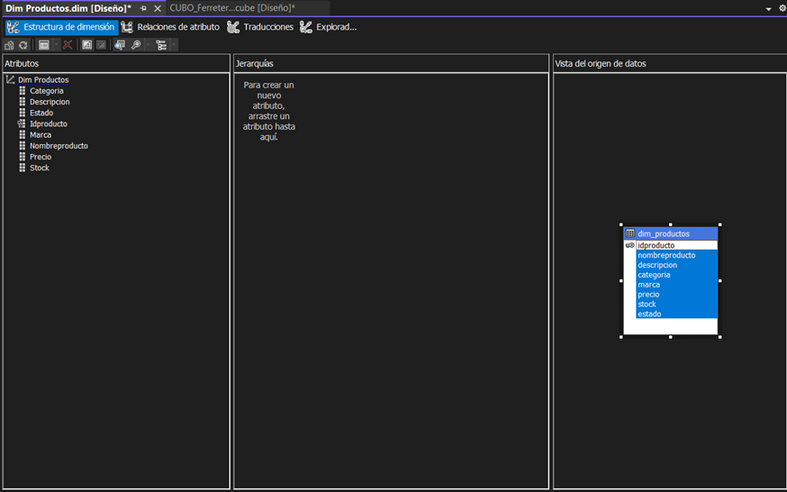 Dim Productos.dim [Diseño]*
CUBO_Ferreter...cube [Diseño]*
Estructura de dimensión
Relaciones de atributo
Traducciones
Explorad...
Atributos
Dim Productos
Categoria
Descripcion
Estado
Idproducto
Marca
Nombreproducto
Precio
Stock
Jerarquías
Para crear un
nuevo
atributo,
arrastre un
atributo hasta
aquí.
Vista del origen de datos
dim_productos
idproducto
nombreproducto
descripcion
categoria
marca
precio
stock
estado